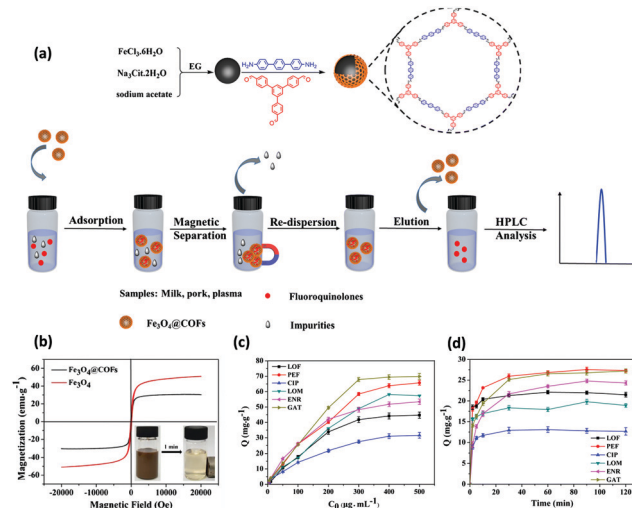 (a)
FeCl3.6H2O
Na3Cit.2H2O
sodium acetate
EG
H2N
NH2
Adsorption
Magnetic
Separation
Re-dispersion
Elution
HPLC
Analysis
Samples: Milk, pork, plasma
Fluoroquinolones
Fe3O4@COFs
Impurities
(b)
Magnetization (emu·g-1)
60
40
20
0
-20
-40
-60
Fe3O4@COFs
Fe3O4
1 min
-20000 -10000 0 10000 20000
Magnetic Field (Oe)
(c)
Q (mg·g-1)
80
70
60
50
40
30
20
10
0
LOF
PEF
CIP
LOM
ENR
GAT
0 100 200 300 400 500
C0 (μg. mL-1)
(d)
Q (mg·g-1)
30
25
20
15
10
5
0
LOF
PEF
CIP
LOM
ENR
GAT
0 20 40 60 80 100 120
Time (min)